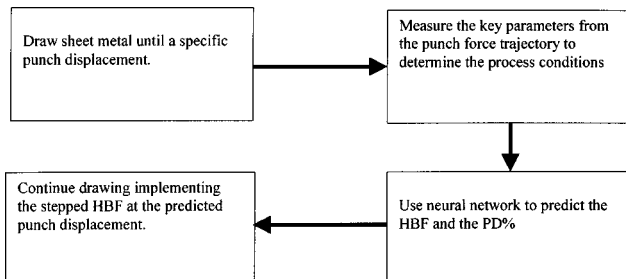 Draw sheet metal until a specific
punch displacement.
Measure the key parameters from
the punch force trajectory to
determine the process conditions
Use neural network to predict the
HBF and the PD%
Continue drawing implementing
the stepped HBF at the predicted
punch displacement.